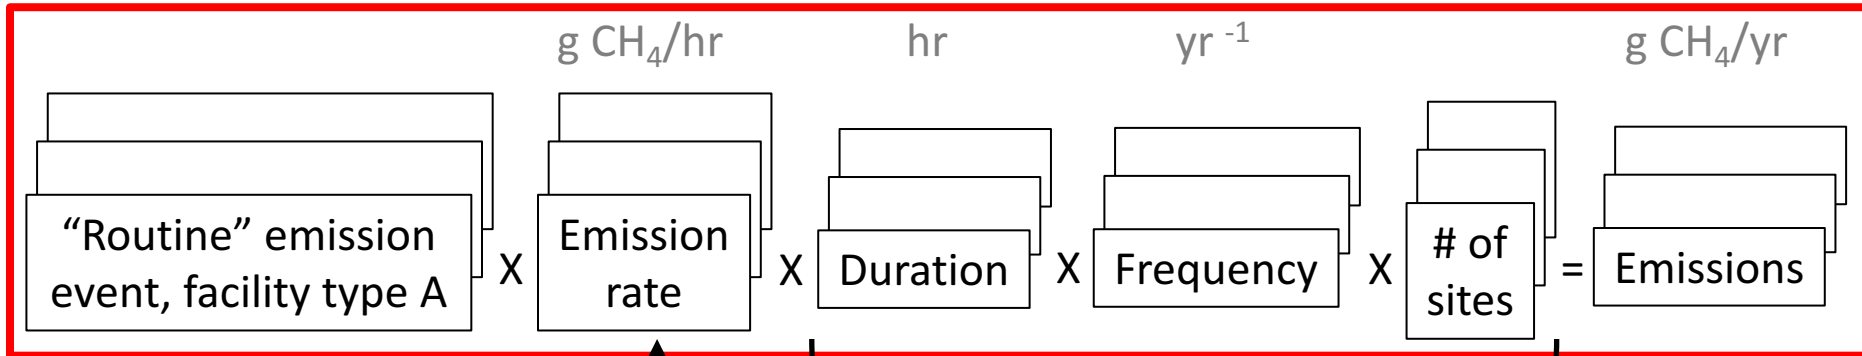 g CH₄/hr hr yr ⁻¹ g CH₄/yr
“Routine” emission
event, facility type A
X
Emission
rate
X
Duration
X
Frequency
X
# of
sites
=
Emissions